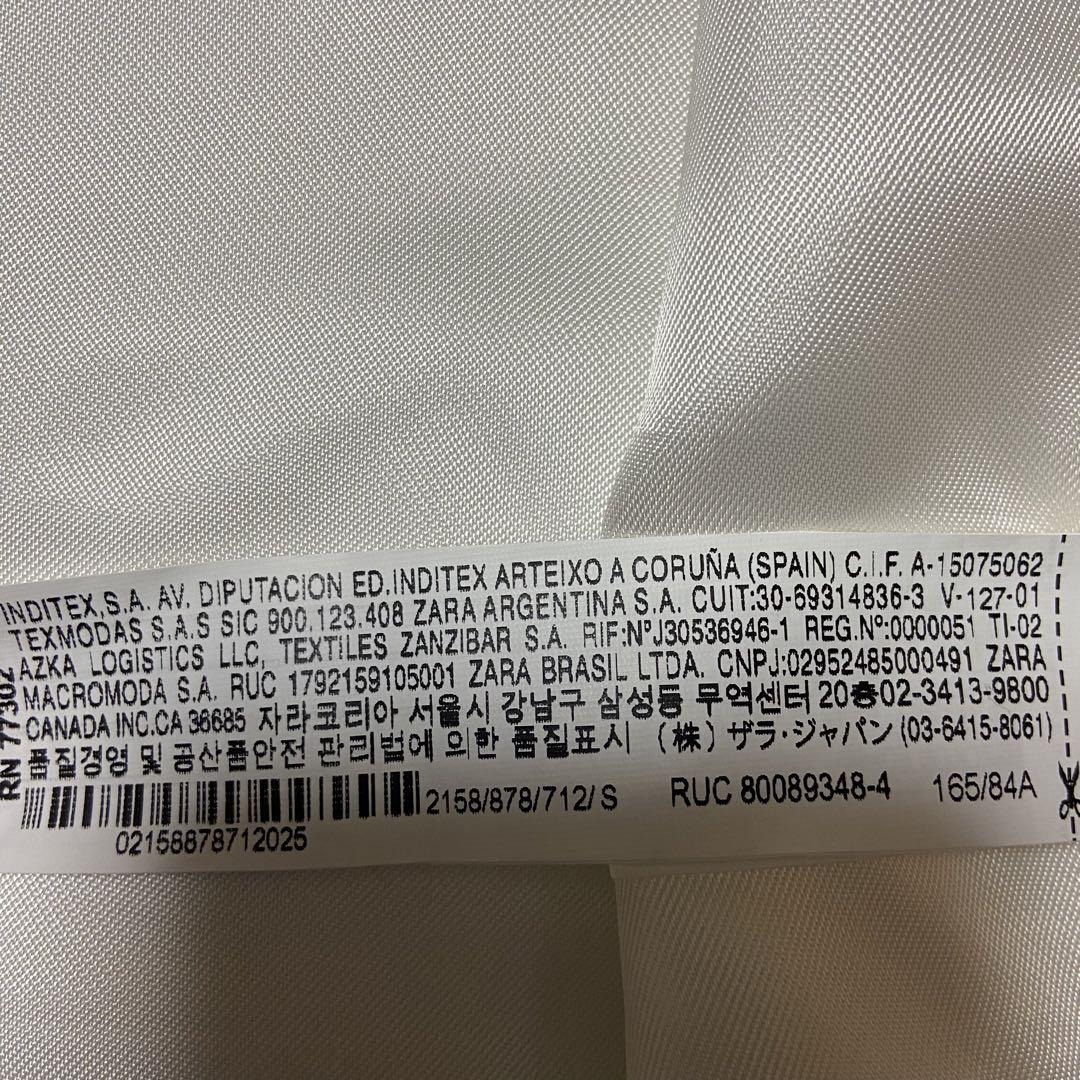 INDITEX,S.A. AV. DIPUTACION ED.INDITEX ARTEIXO A CORUÑA (SPAIN) C.I.F. A-15075062
TEXMODAS S.A.S SIC 900.123.408 ZARA ARGENTINA S.A. CUIT:30-69314836-3 V-127-01
AZKA LOGISTICS LLC, TEXTILES ZANZIBAR S.A. RIF:NºJ30536946-1 REG.Nº:0000051 TI-02
MACROMODA S.A. RUC 1792159105001 ZARA BRASIL LTDA. CNPJ:02952485000491 ZARA
CANADA INC.CA 36685 자라코리아 서울시 강남구 삼성동 무역센터 20층02-3413-9800
품질경영 및 공산품안전 관리법에 의한 품질표시 (株) ザラ・ジャパン (03-6415-8061)
RN 77302
2158/878/712/ S RUC 80089348-4 165/84A
02158878712025